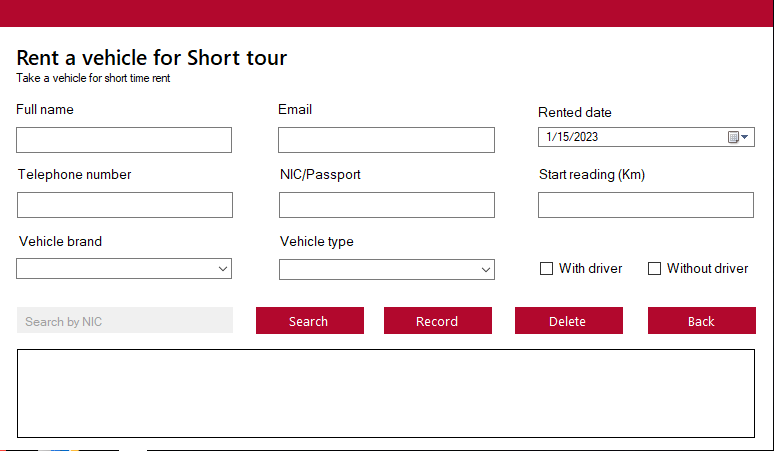 Rent a vehicle for Short tour
Take a vehicle for short time rent
Full name
Email
Rented date
1/15/2023
Telephone number
NIC/Passport
Start reading (Km)
Vehicle brand
Vehicle type
With driver
Without driver
Search by NIC
Search
Record
Delete
Back